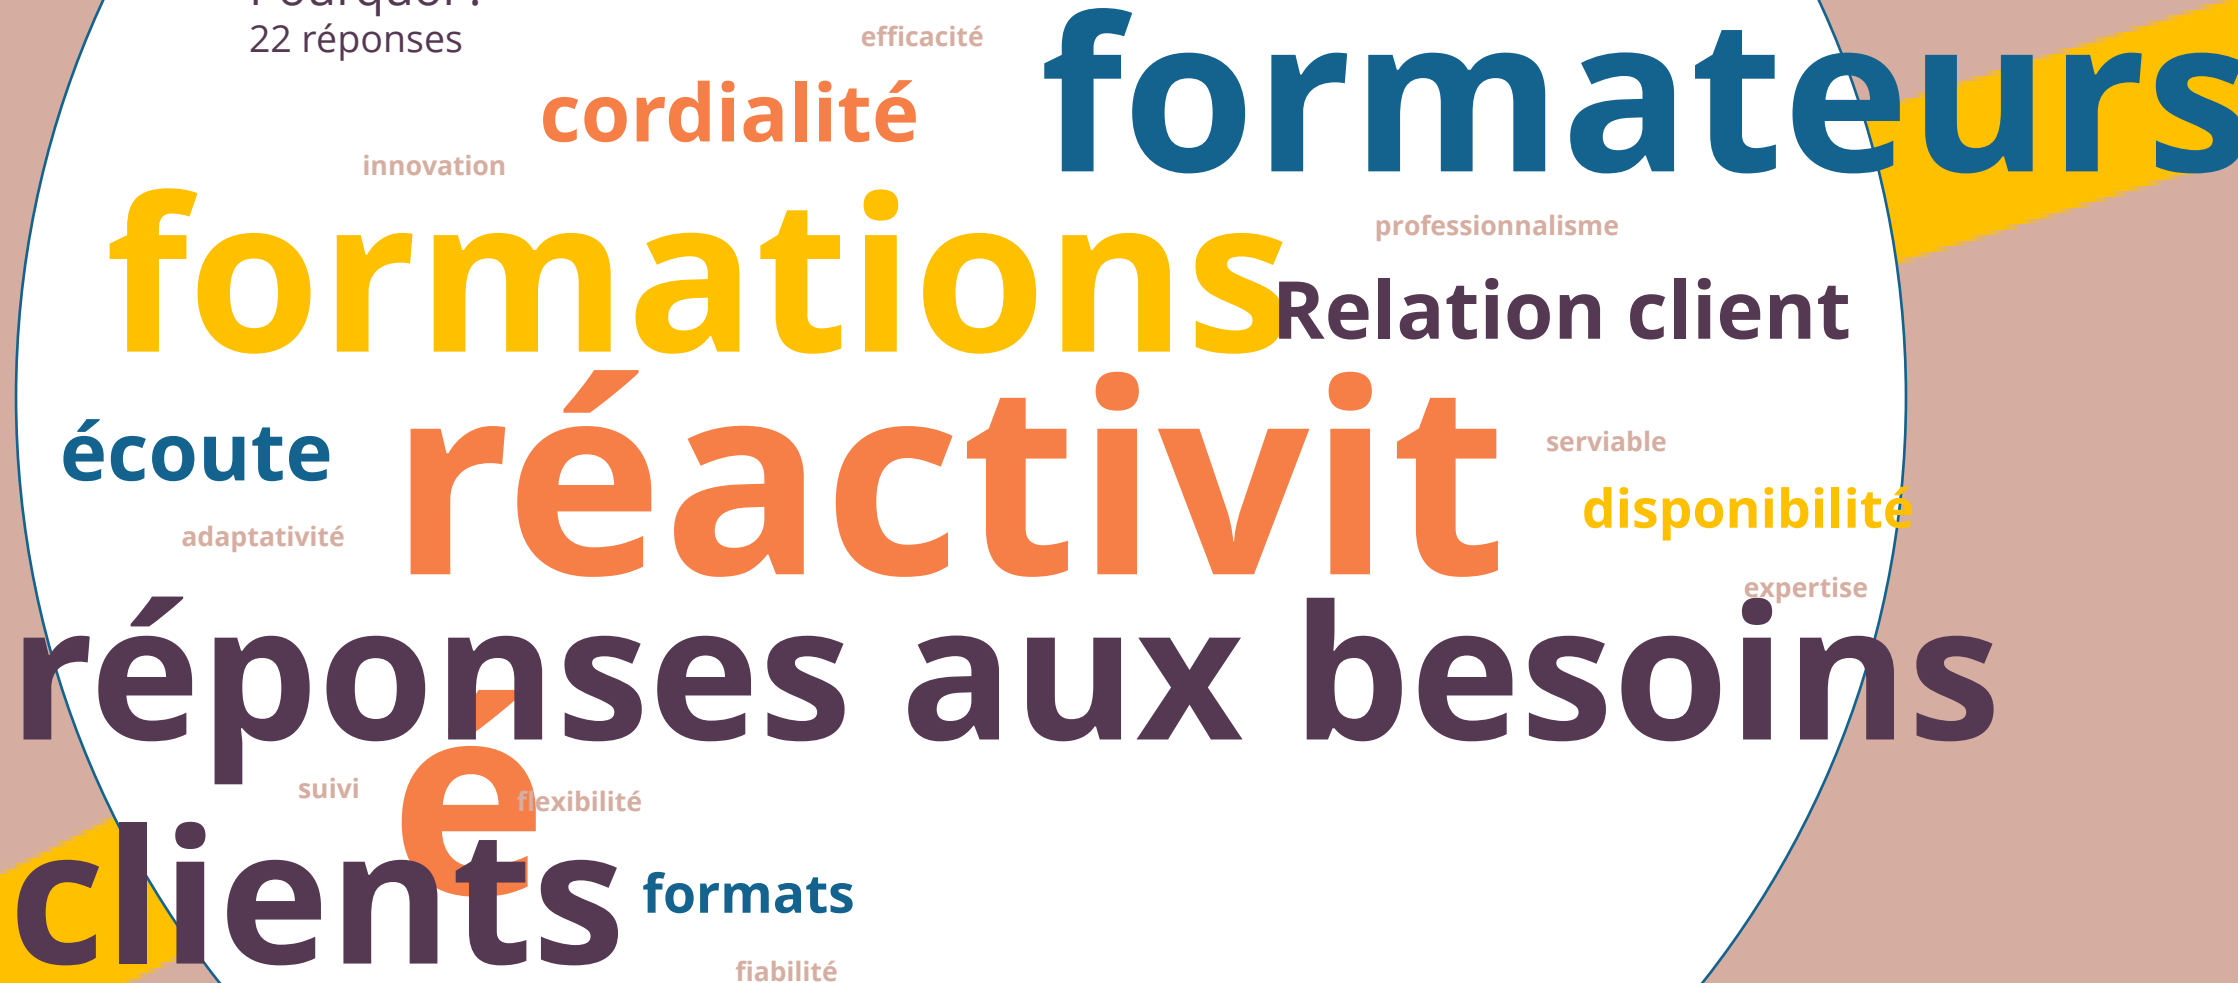 Pourquoi ?
22 réponses
efficacité
formateurs
cordialité
innovation
formations
professionnalisme
Relation client
réactivit
é
écoute
serviable
disponibilité
adaptativité
expertise
réponses aux besoins
clients
suivi
flexibilité
formats
fiabilité